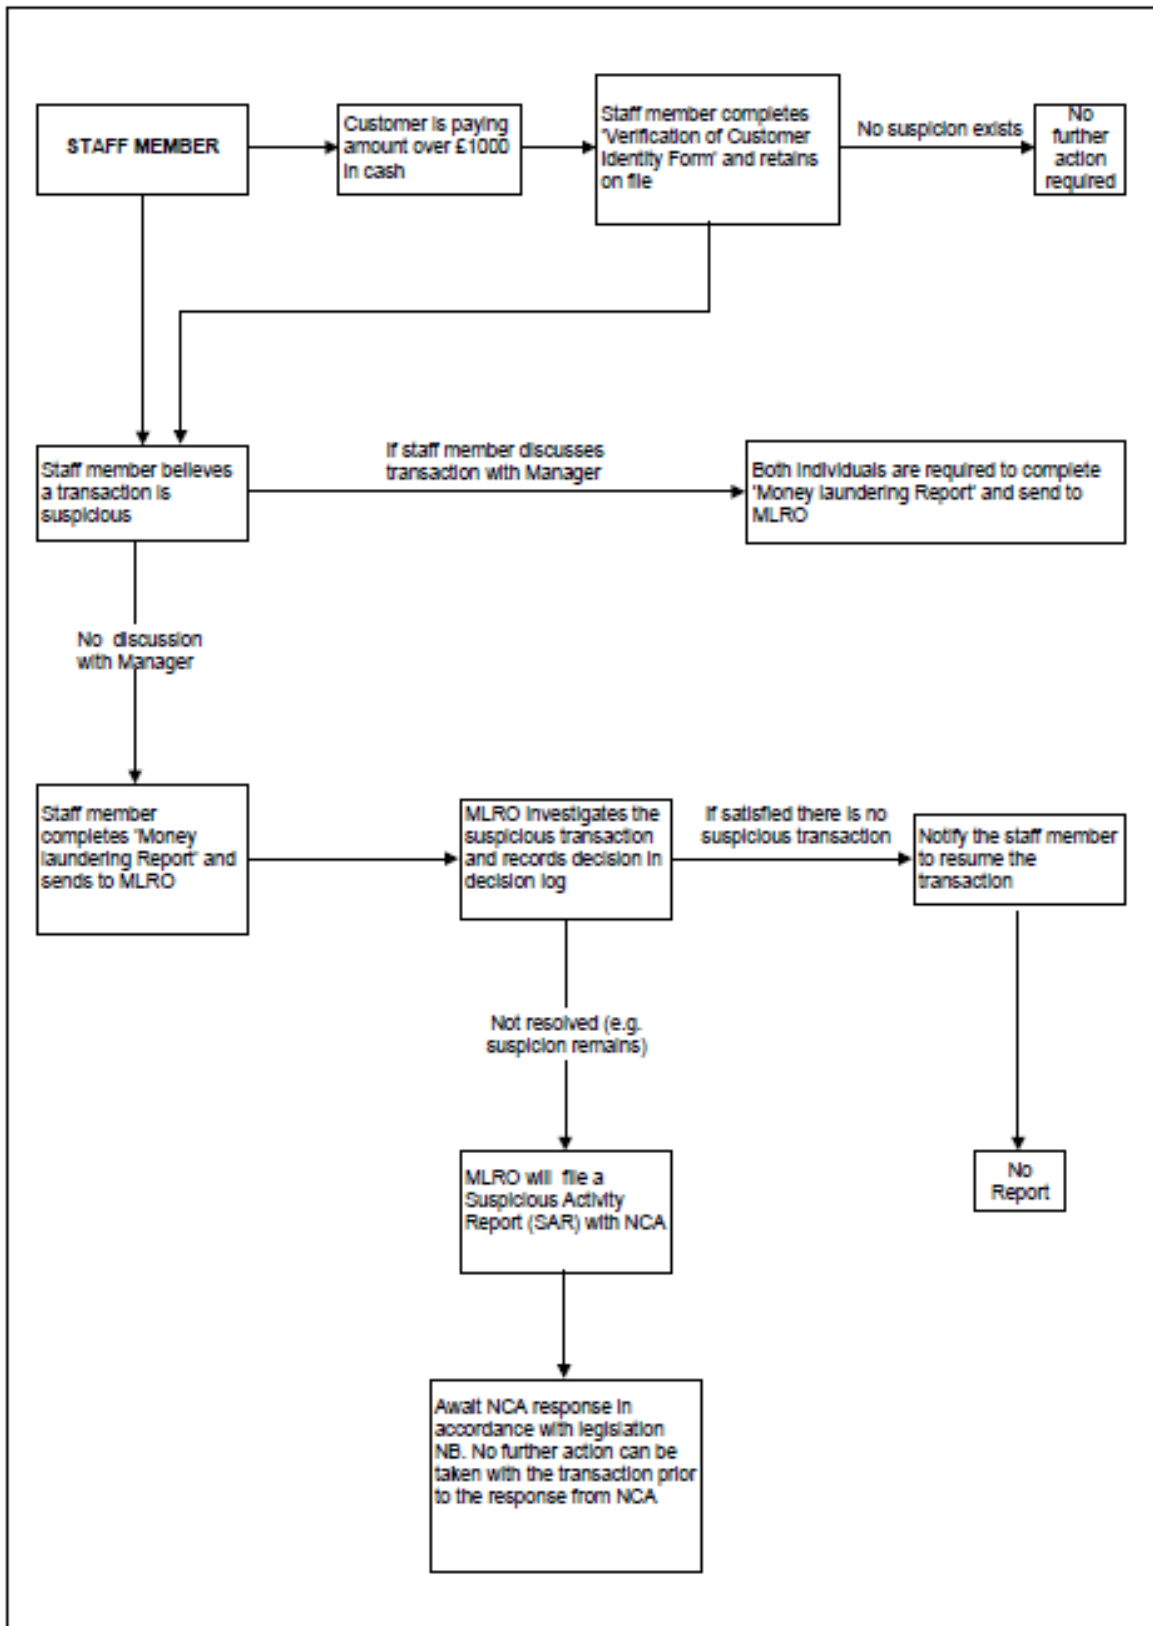 STAFF MEMBER
Customer is paying
amount over £1000
in cash
Staff member completes
'Verification of Customer
Identity Form' and retains
on file
No suspicion exists
No
further
action
required
Staff member believes
a transaction is
suspicious
If staff member discusses
transaction with Manager
Both individuals are required to complete
'Money laundering Report' and send to
MLRO
No discussion
with Manager
Staff member
completes 'Money
laundering Report' and
sends to MLRO
MLRO investigates the
suspicious transaction
and records decision in
decision log
If satisfied there is no
suspicious transaction
Notify the staff member
to resume the
transaction
Not resolved (e.g.
suspicion remains)
MLRO will file a
Suspicious Activity
Report (SAR) with NCA
No
Report
Await NCA response in
accordance with legislation
NB. No further action can be
taken with the transaction prior
to the response from NCA